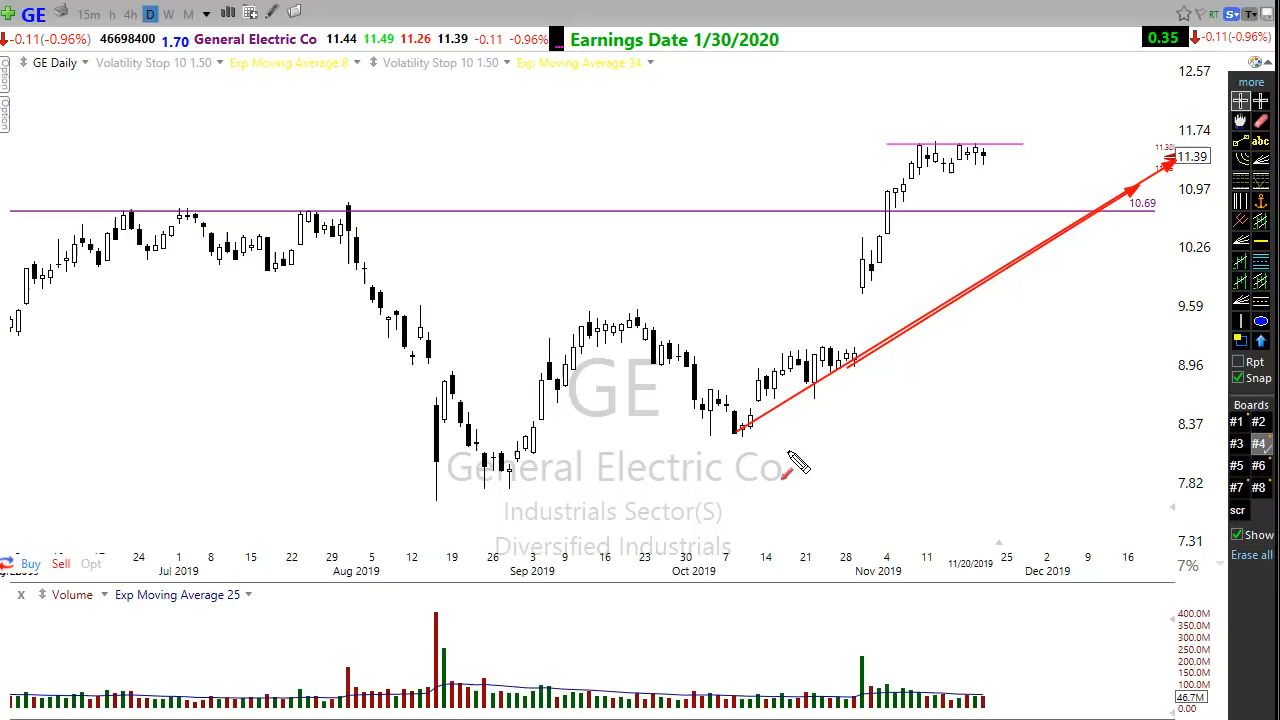 GE 15m h 4h D W M RT S T
-0.11(-0.96%) 46698400 1.70 General Electric Co 11.44 11.49 11.26 11.39 -0.11 -0.96% Earnings Date 1/30/2020 0.35 -0.11(-0.96%)
GE Daily Volatility Stop 10 1.50 Exp Moving Average 8 Volatility Stop 10 1.50 Exp Moving Average 34
Option
Option
12.57
11.74
11.39
10.97
10.69
10.26
9.59
8.96
8.37
7.82
7.31
7%
more
abc
Rpt
Snap
Boards
#1 #2
#3 #4
#5 #6
#7 #8
scr
Show
Erase all
GE
General Electric Co
Industrials Sector(S)
Diversified Industrials
24 1 8 15 22 29 5 12 19 26 3 9 16 23 30 7 14 21 28 4 11 11/20/2019 25 2 9 16
Jul 2019 Aug 2019 Sep 2019 Oct 2019 Nov 2019 Dec 2019
Buy Sell Opt
x Volume Exp Moving Average 25
400.0M
350.0M
300.0M
250.0M
200.0M
150.0M
100.0M
46.7M
0.00